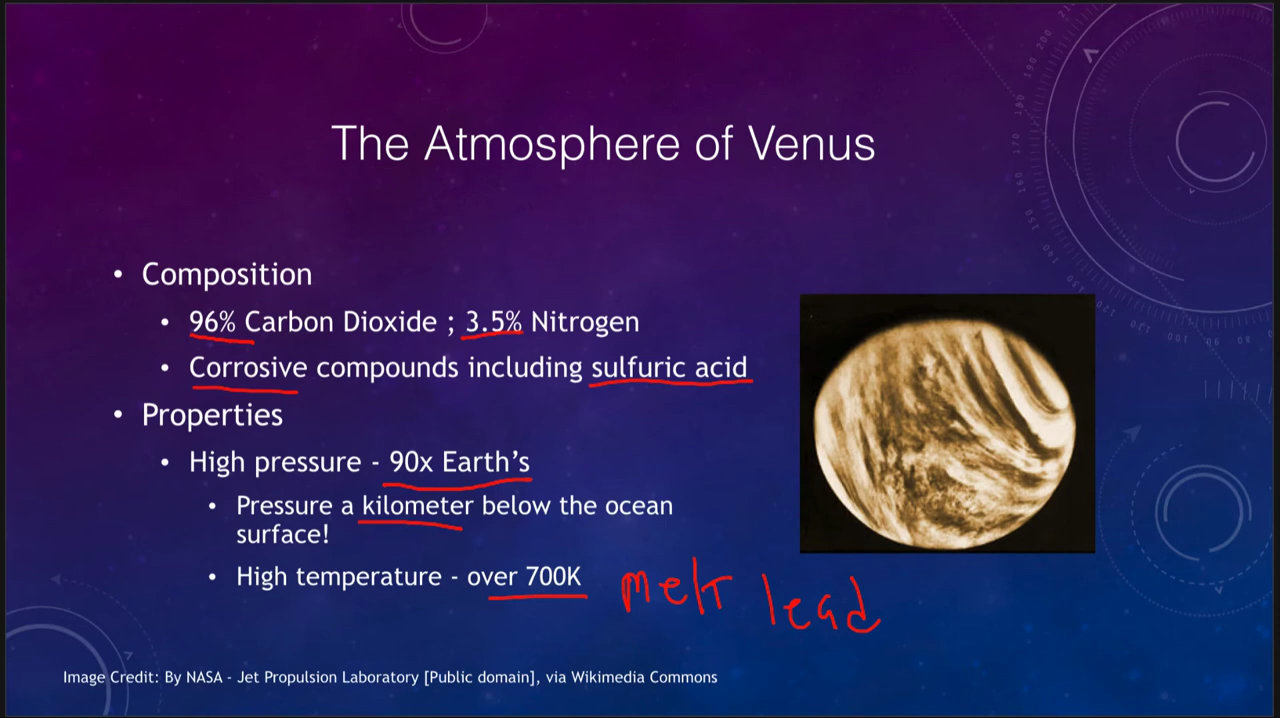 The Atmosphere of Venus
• Composition
• 96% Carbon Dioxide ; 3.5% Nitrogen
• Corrosive compounds including sulfuric acid
• Properties
• High pressure - 90x Earth's
• Pressure a kilometer below the ocean
surface!
• High temperature - over 700K
melt lead
Image Credit: By NASA - Jet Propulsion Laboratory [Public domain], via Wikimedia Commons